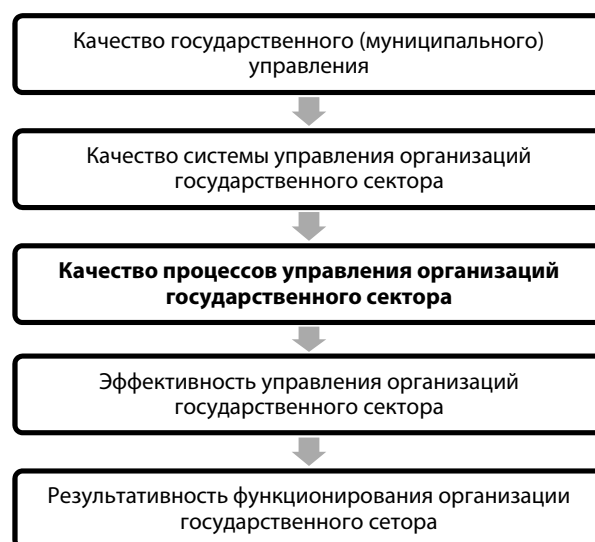 Качество государственного (муниципального)
управления
Качество системы управления организаций
государственного сектора
Качество процессов управления организаций
государственного сектора
Эффективность управления организаций
государственного сектора
Результативность функционирования организации
государственного сетора